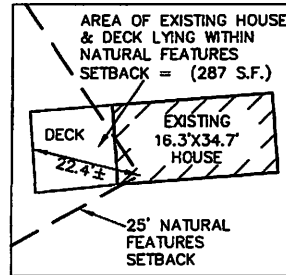 AREA OF EXISTING HOUSE
& DECK LYING WITHIN
NATURAL FEATURES
SETBACK = (287 S.F.)
DECK
EXISTING
16.3'X34.7'
HOUSE
22.4'±
25' NATURAL
FEATURES
SETBACK